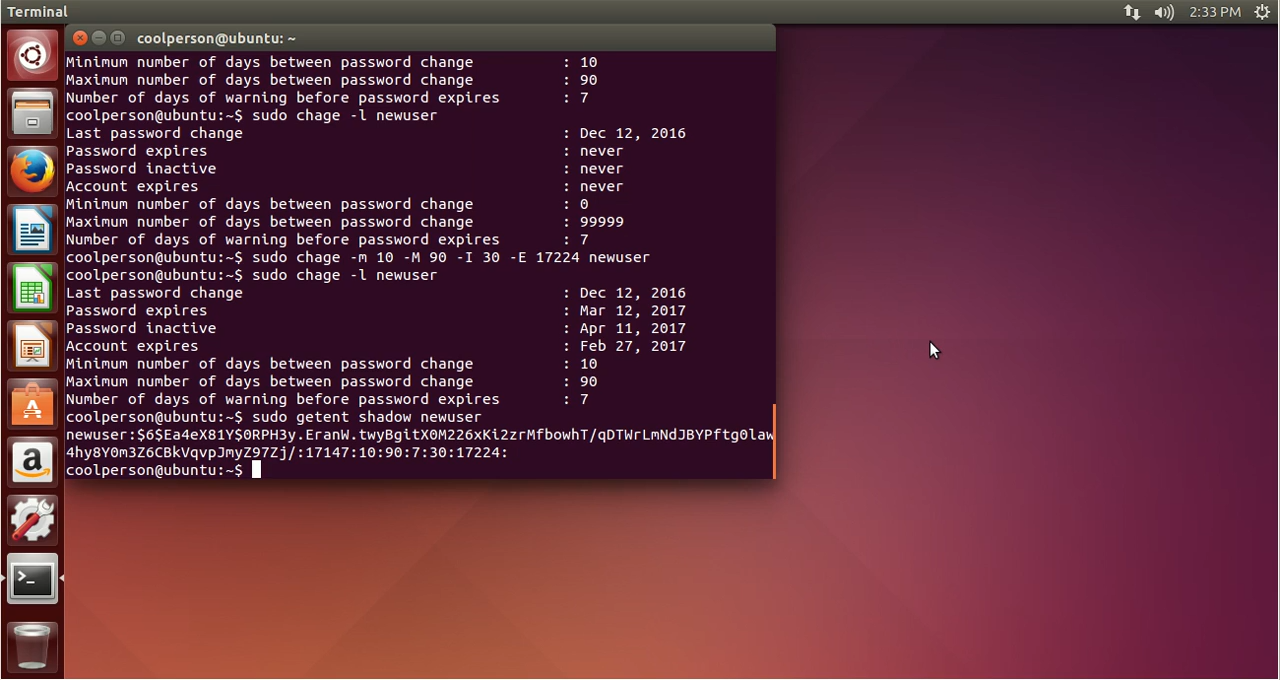 Terminal
2:33 PM
coolperson@ubuntu: ~
Minimum number of days between password change : 10
Maximum number of days between password change : 90
Number of days of warning before password expires : 7
coolperson@ubuntu:~$ sudo chage -l newuser
Last password change : Dec 12, 2016
Password expires : never
Password inactive : never
Account expires : never
Minimum number of days between password change : 0
Maximum number of days between password change : 99999
Number of days of warning before password expires : 7
coolperson@ubuntu:~$ sudo chage -m 10 -M 90 -I 30 -E 17224 newuser
coolperson@ubuntu:~$ sudo chage -l newuser
Last password change : Dec 12, 2016
Password expires : Mar 12, 2017
Password inactive : Apr 11, 2017
Account expires : Feb 27, 2017
Minimum number of days between password change : 10
Maximum number of days between password change : 90
Number of days of warning before password expires : 7
coolperson@ubuntu:~$ sudo getent shadow newuser
newuser:$6$Ea4eX81Y$0RPH3y.EranW.twyBgitX0M226xKi2zrMfbowhT/qDTWrLmNdJBYPftg0law
4hy8Y0m3Z6CBkVqvpJmyZ97Zj/:17147:10:90:7:30:17224:
coolperson@ubuntu:~$